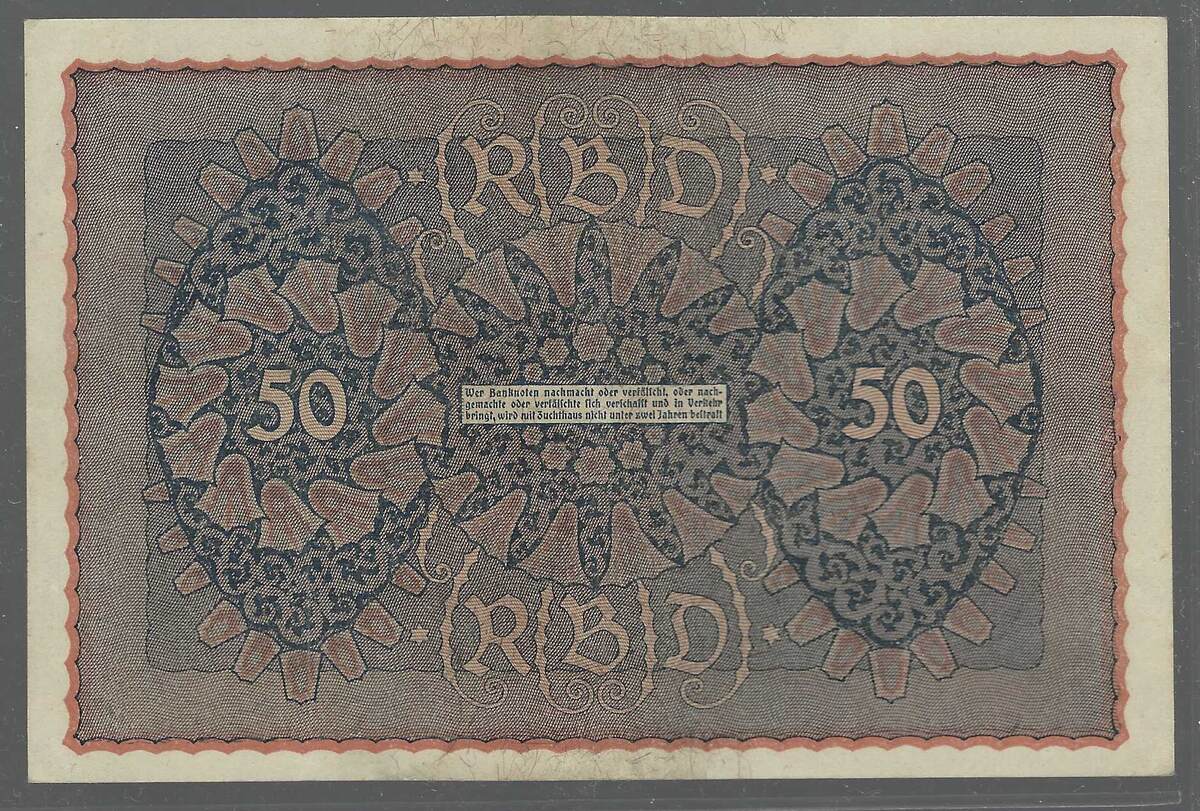 RBD
50
50
Wer Banknoten nachmacht oder verfälscht, oder nach-
gemachte oder verfälschte sich verschafft und in Verkehr
bringt, wird mit Zuchthaus nicht unter zwei Jahren bestraft
RBD